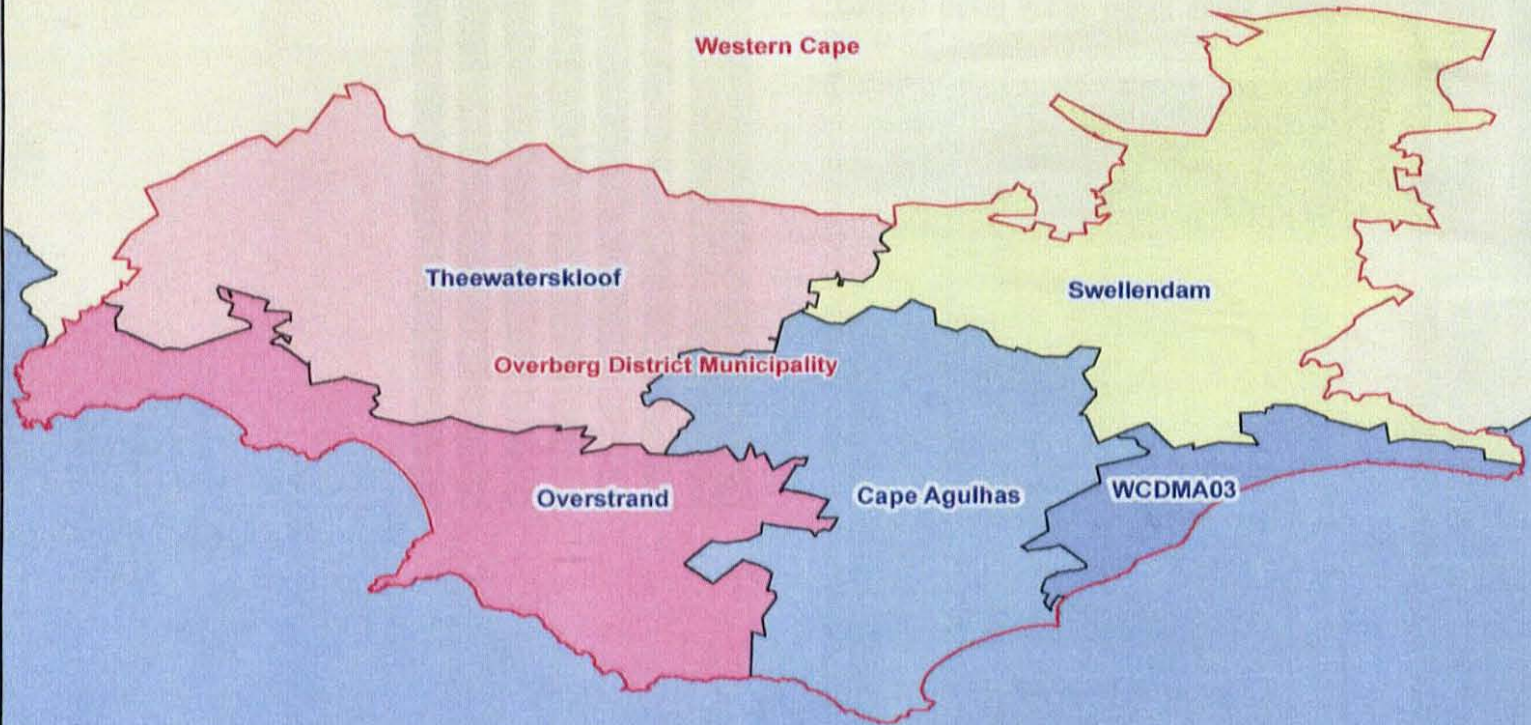 Western Cape
Theewaterskloof
Swellendam
Overberg District Municipality
Overstrand
Cape Agulhas
WCDMA03